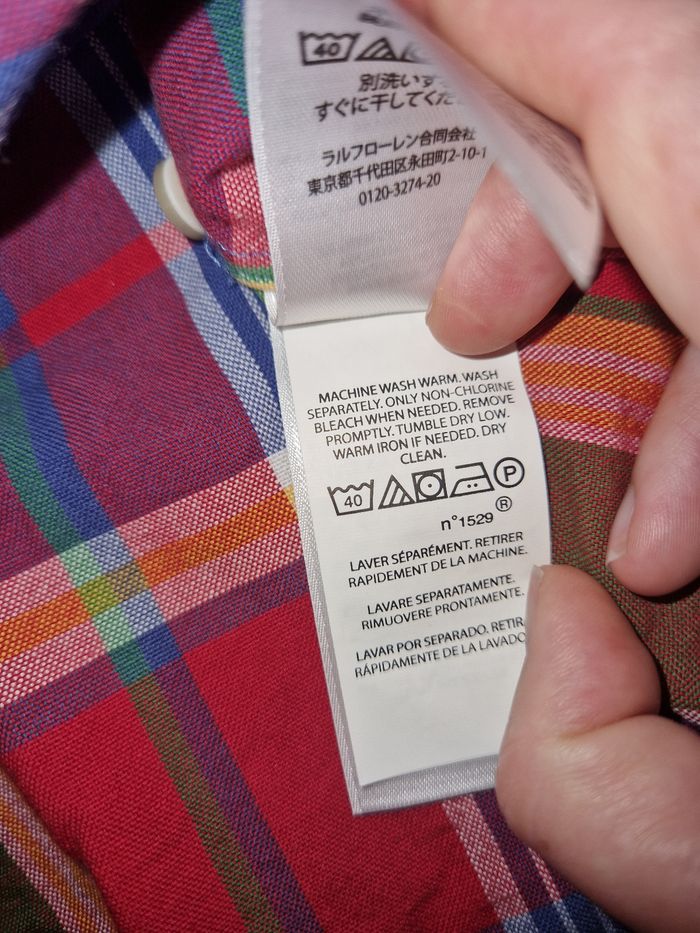 40
別洗い
すぐに干してくだ
ラルフローレン合同会社
東京都千代田区永田町2-10-1
0120-3274-20
MACHINE WASH WARM. WASH
SEPARATELY. ONLY NON-CHLORINE
BLEACH WHEN NEEDED. REMOVE
PROMPTLY. TUMBLE DRY LOW.
WARM IRON IF NEEDED. DRY
CLEAN.
40 P
n°1529 ®
LAVER SÉPARÉMENT. RETIRER
RAPIDEMENT DE LA MACHINE.
LAVARE SEPARATAMENTE.
RIMUOVERE PRONTAMENTE.
LAVAR POR SEPARADO. RETIR
RÁPIDAMENTE DE LA LAVADO